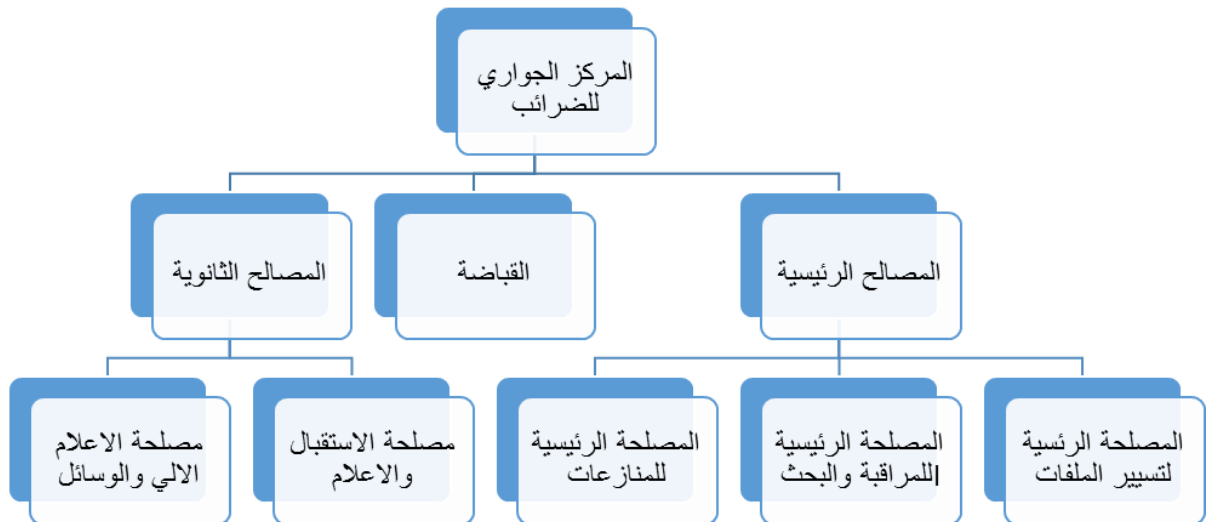 المركز الجواري
للضرائب
المصالح الرئيسية
القباضة
المصالح الثانوية
المصلحة الرئسية
لتسيير الملفات
المصلحة الرئيسية
اللمراقبة والبحث
المصلحة الرئيسية
للمنازعات
مصلحة الاستقبال
والاعلام
مصلحة الاعلام
الالي والوسائل